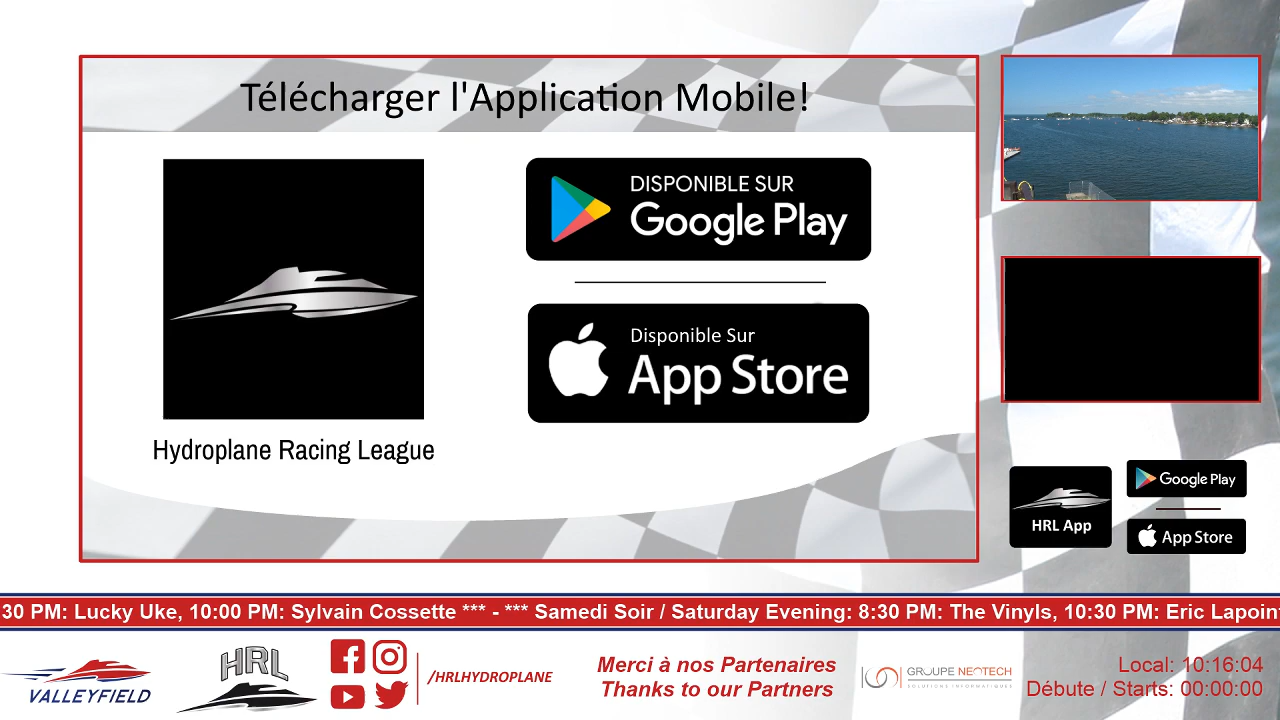 Télécharger l'Application Mobile!
DISPONIBLE SUR
Google Play
Disponible Sur
App Store
Hydroplane Racing League
HRL App
Google Play
App Store
30 PM: Lucky Uke, 10:00 PM: Sylvain Cossette *** - *** Samedi Soir / Saturday Evening: 8:30 PM: The Vinyls, 10:30 PM: Eric Lapoin
VALLEYFIELD
HRL
/HRLHYDROPLANE
Merci à nos Partenaires
Thanks to our Partners
GROUPE NEOTECH
SOLUTIONS INFORMATIQUES
Local: 10:16:04
Débute / Starts: 00:00:00